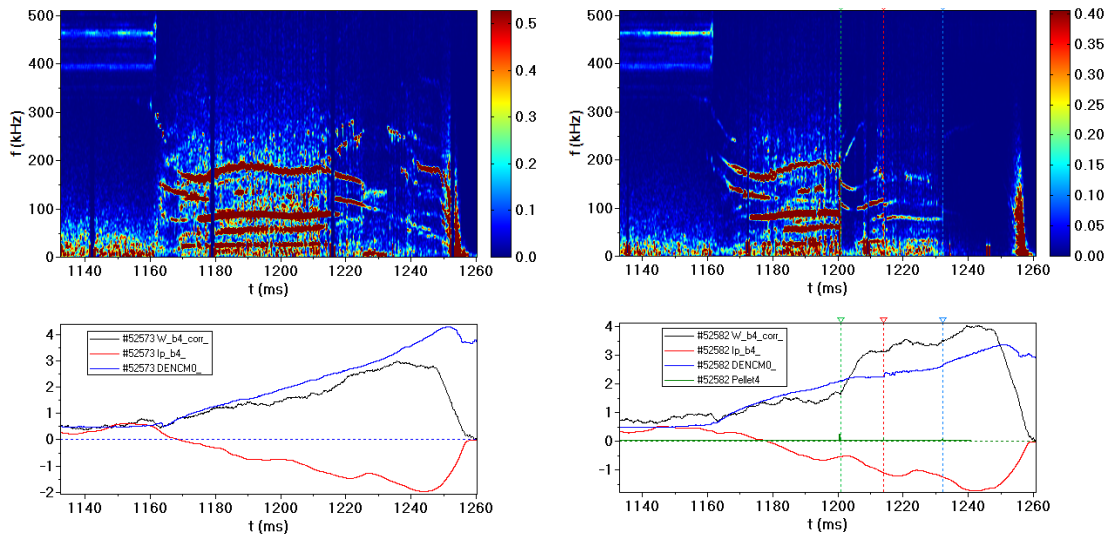 500
400
300
200
100
0
f (kHz)
1140 1160 1180 1200 1220 1240 1260
t (ms)
0.5
0.4
0.3
0.2
0.1
0.0
500
400
300
200
100
0
f (kHz)
1140 1160 1180 1200 1220 1240 1260
t (ms)
0.40
0.35
0.30
0.25
0.20
0.15
0.10
0.05
0.00
4
3
2
1
0
-1
-2
#52573 W_b4_corr_
#52573 Ip_b4_
#52573 DENCM0_
1140 1160 1180 1200 1220 1240 1260
t (ms)
4
3
2
1
0
-1
#52582 W_b4_corr_
#52582 Ip_b4_
#52582 DENCM0_
#52582 Pellet4
1140 1160 1180 1200 1220 1240 1260
t (ms)